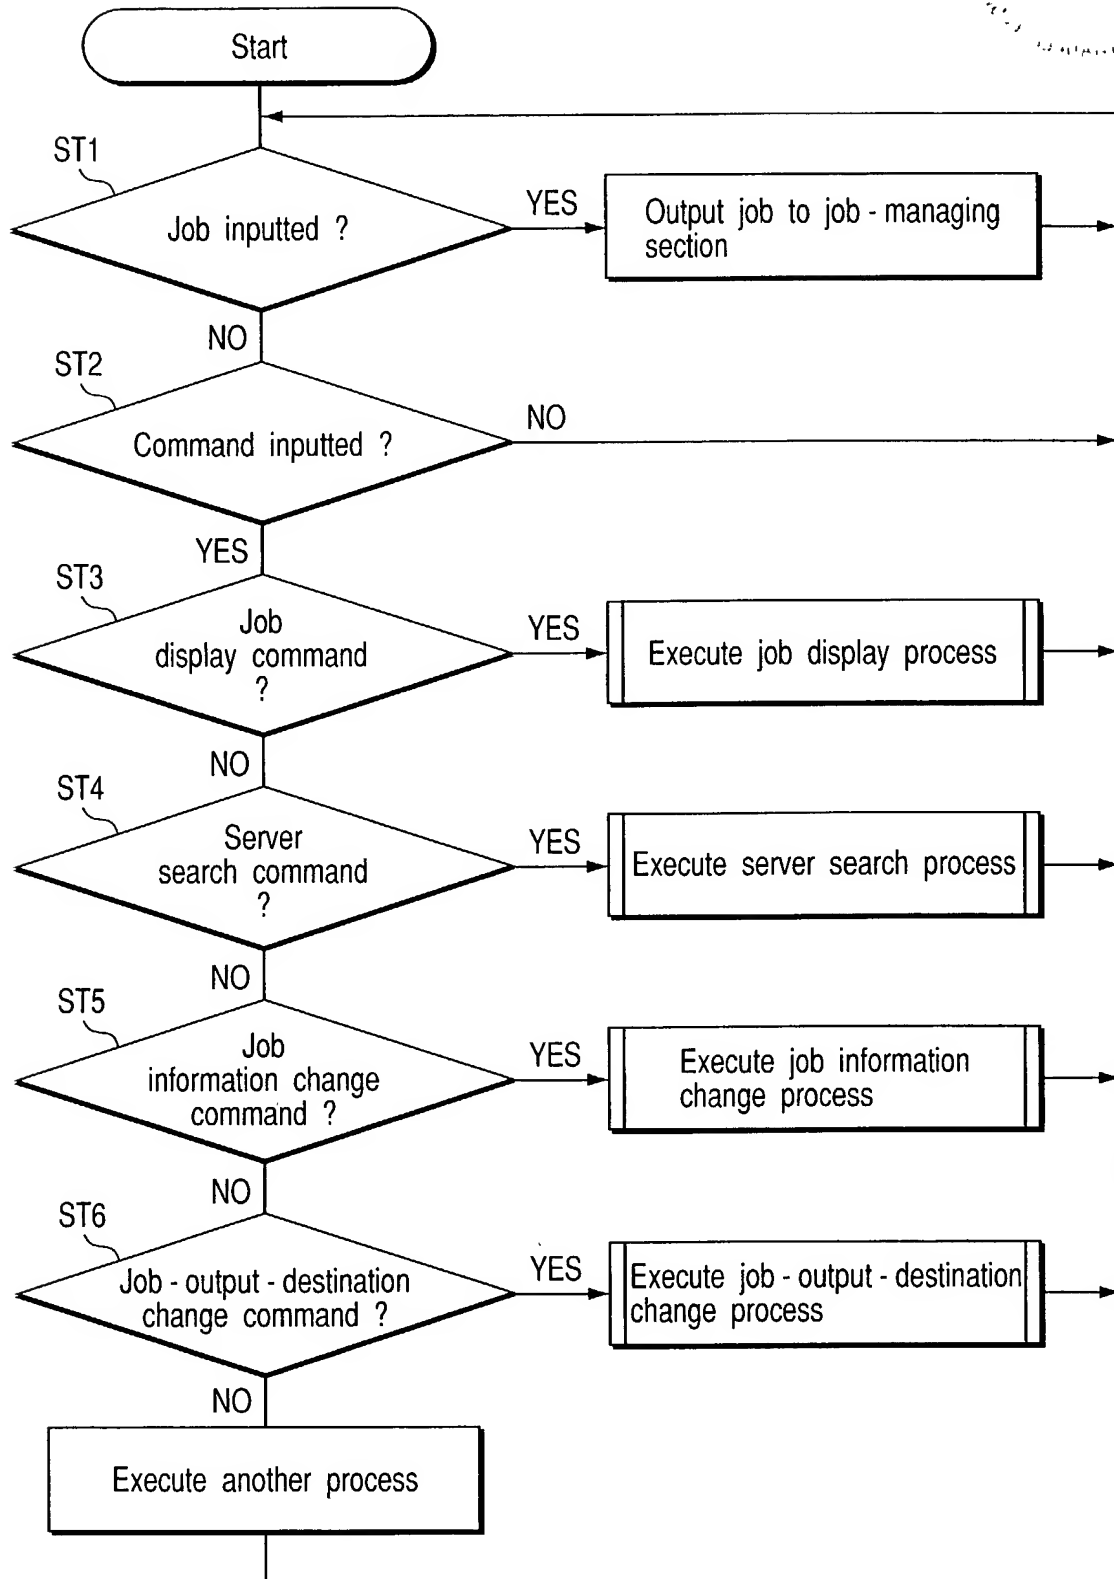 Start
ST1
Job inputted ?
YES
Output job to job - managing
section
NO
ST2
Command inputted ?
NO
YES
ST3
Job
display command
?
YES
Execute job display process
NO
ST4
Server
search command
?
YES
Execute server search process
NO
ST5
Job
information change
command ?
YES
Execute job information
change process
NO
ST6
Job - output - destination
change command ?
YES
Execute job - output - destination
change process
NO
Execute another process